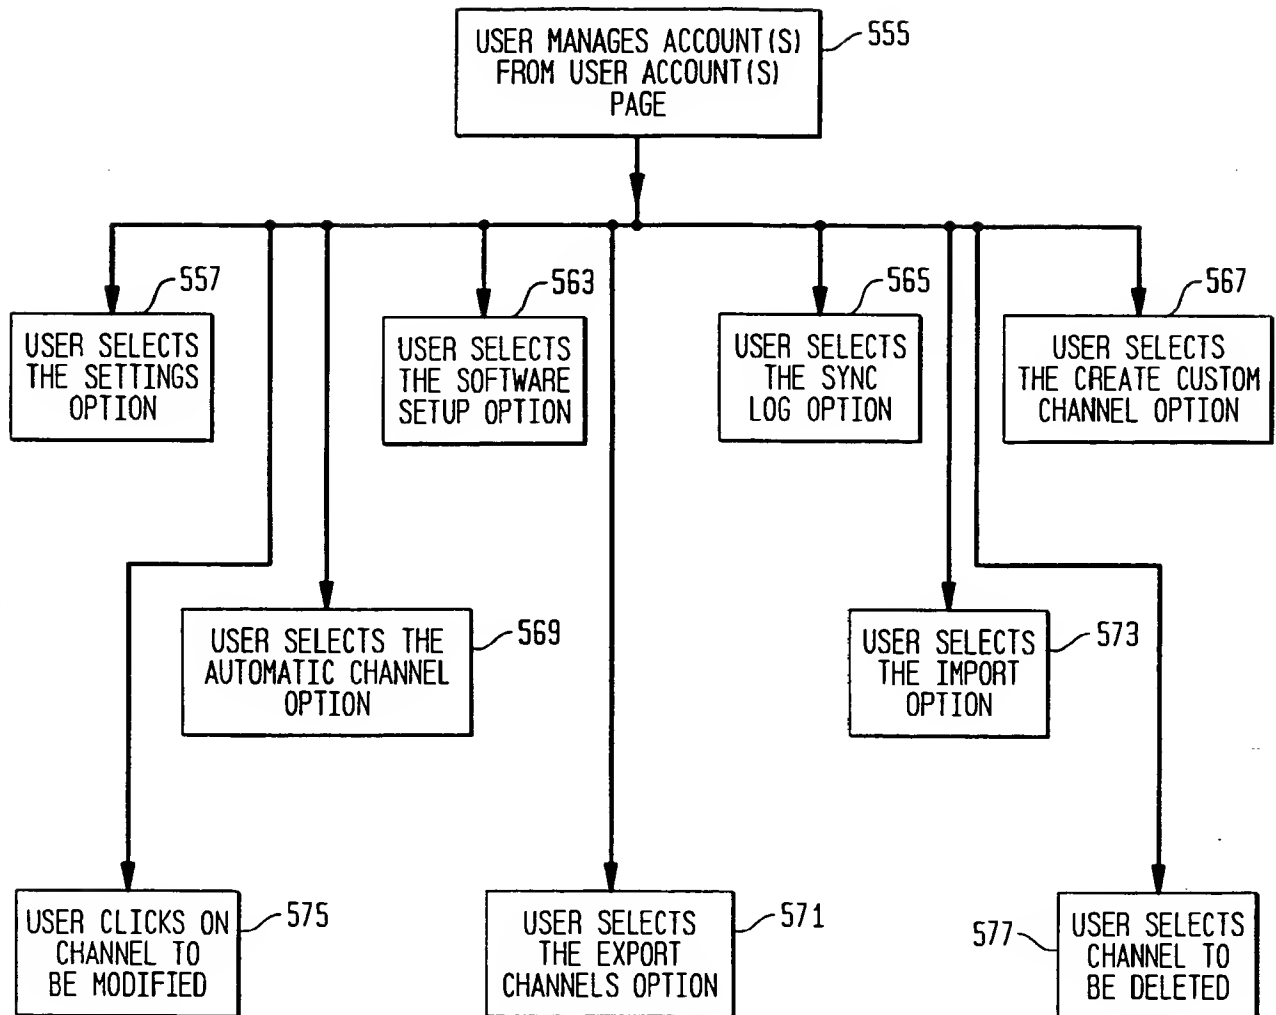 USER MANAGES ACCOUNT(S)
FROM USER ACCOUNT(S)
PAGE
555
557
USER SELECTS
THE SETTINGS
OPTION
563
USER SELECTS
THE SOFTWARE
SETUP OPTION
565
USER SELECTS
THE SYNC
LOG OPTION
567
USER SELECTS
THE CREATE CUSTOM
CHANNEL OPTION
USER SELECTS THE
AUTOMATIC CHANNEL
OPTION
569
USER SELECTS
THE IMPORT
OPTION
573
USER CLICKS ON
CHANNEL TO
BE MODIFIED
575
USER SELECTS
THE EXPORT
CHANNELS OPTION
571
577
USER SELECTS
CHANNEL TO
BE DELETED